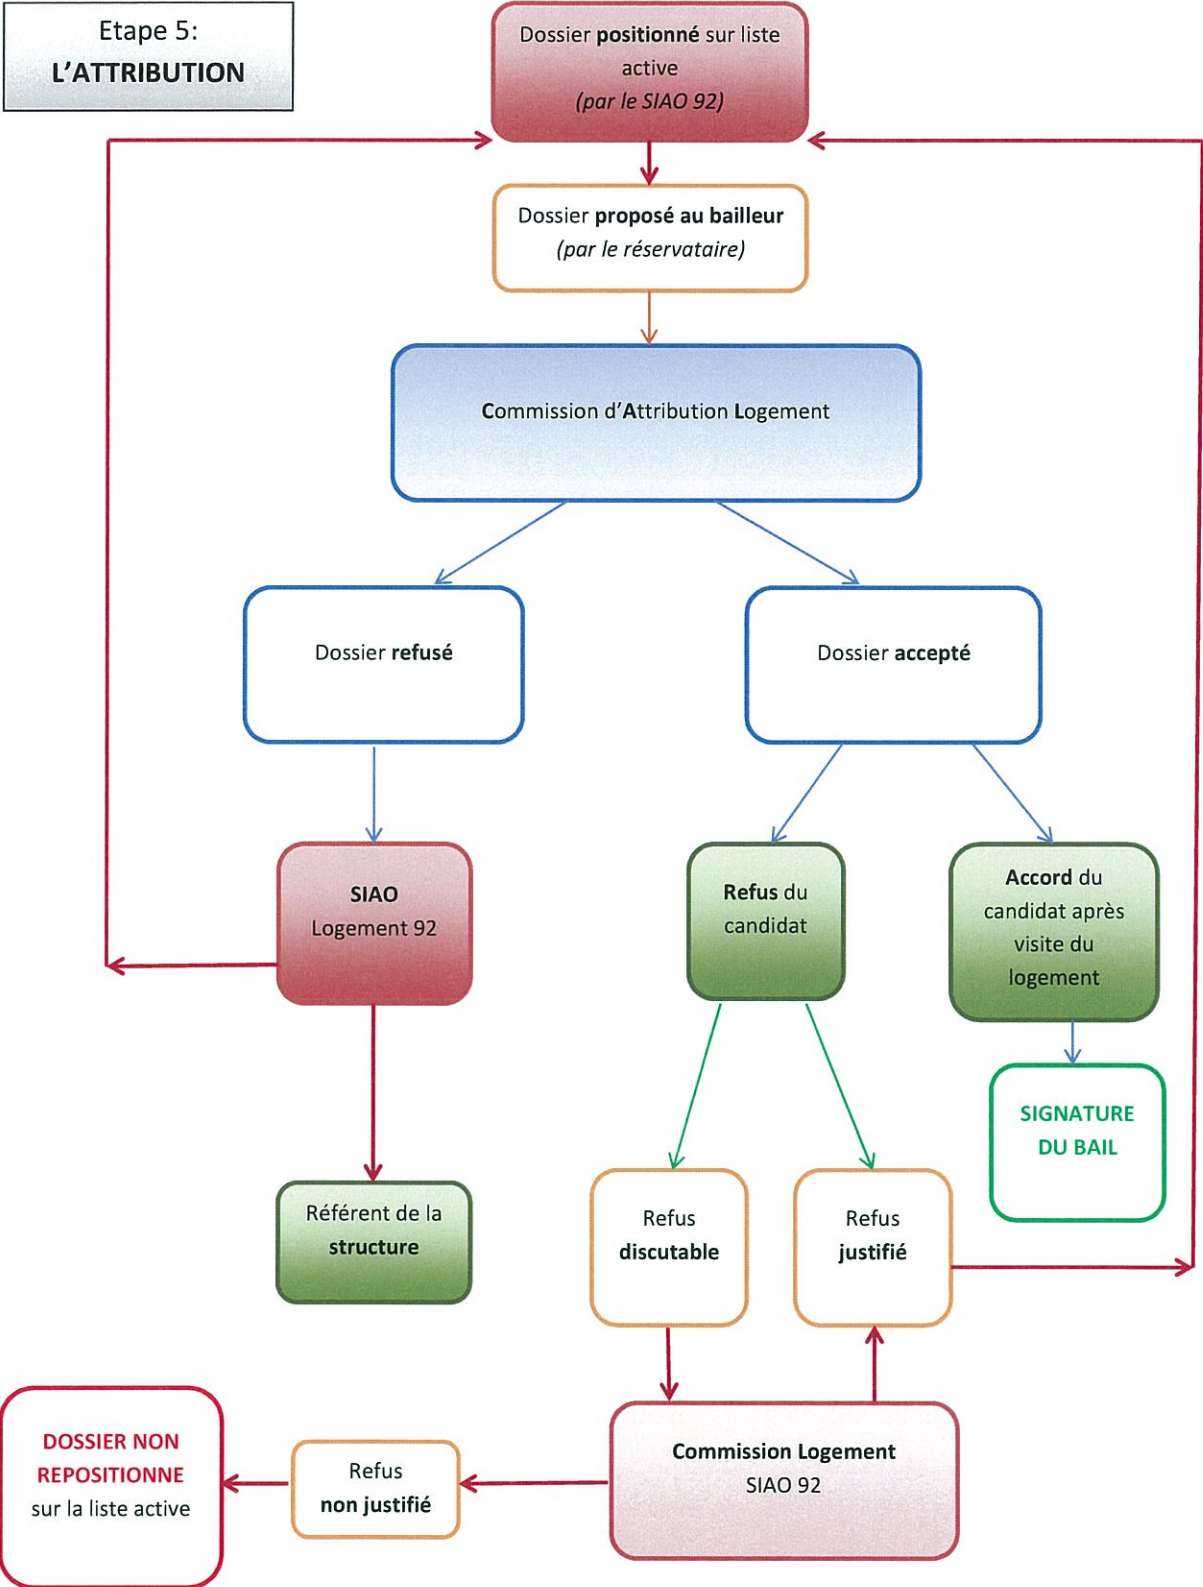 Etape 5:
L'ATTRIBUTION
Dossier positionné sur liste
active
(par le SIAO 92)
Dossier proposé au bailleur
(par le réservataire)
Commission d'Attribution Logement
Dossier refusé
Dossier accepté
SIAO
Logement 92
Refus du
candidat
Accord du
candidat après
visite du
logement
SIGNATURE
DU BAIL
Référent de la
structure
Refus
discutable
Refus
justifié
Commission Logement
SIAO 92
Refus
non justifié
DOSSIER NON
REPOSITIONNE
sur la liste active